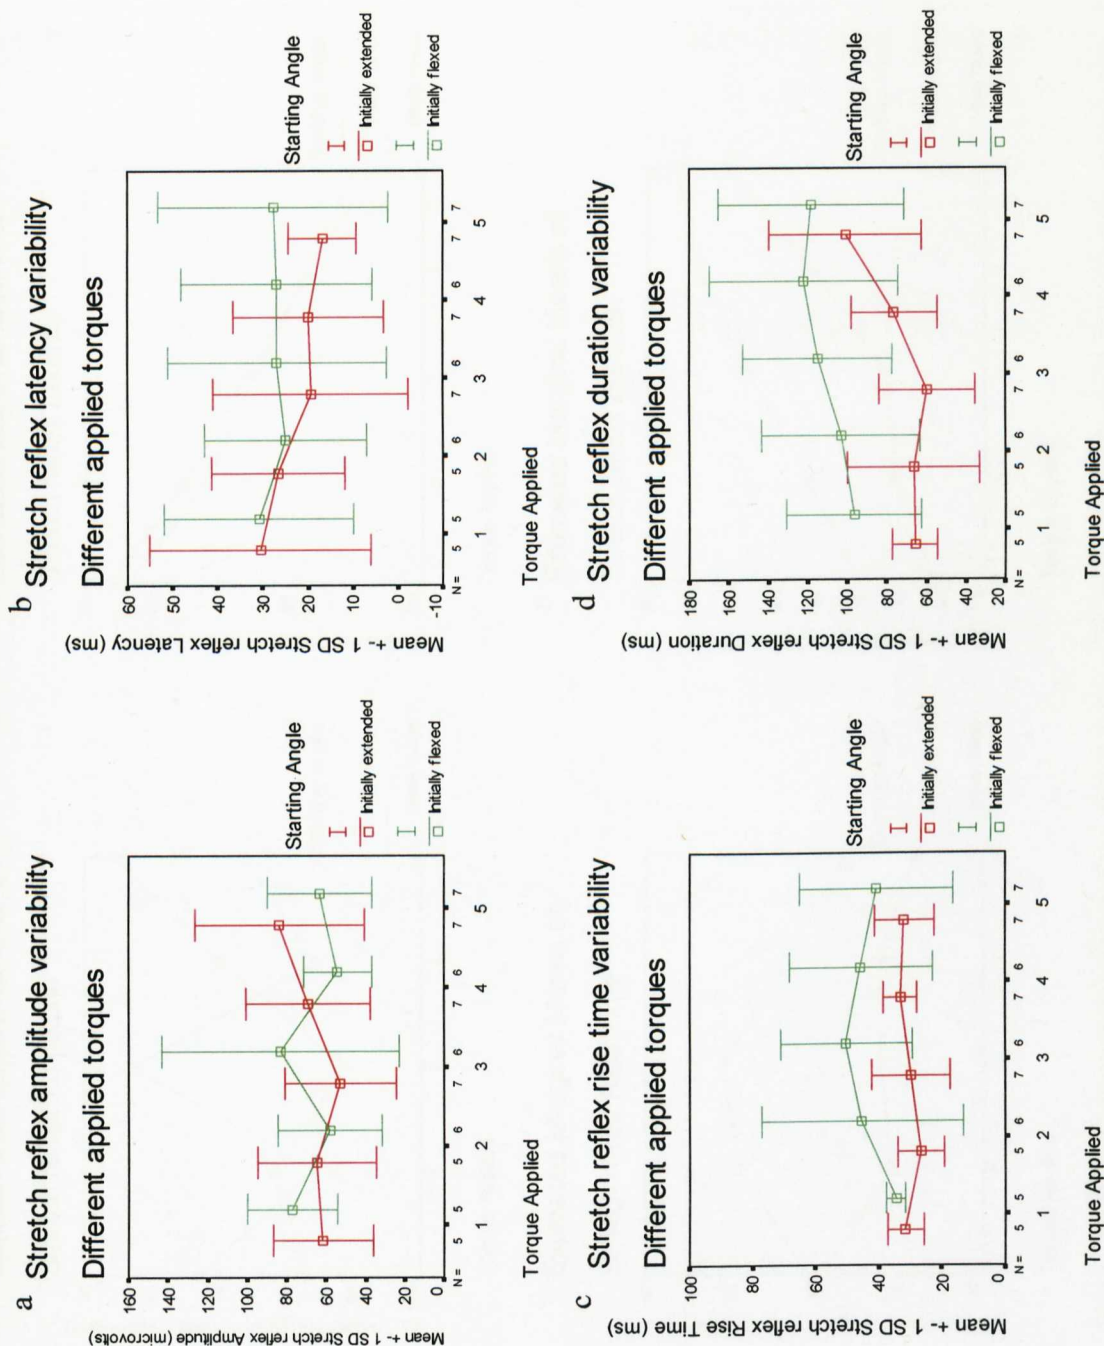 a
Stretch reflex amplitude variability
Different applied torques
Mean +- 1 SD Stretch reflex Amplitude (microvolts)
160
140
120
100
80
60
40
20
0
N =
5
5
5
6
7
6
7
6
7
7
1
2
3
4
5
Torque Applied
Starting Angle
Initially extended
Initially flexed
b
Stretch reflex latency variability
Different applied torques
Mean +- 1 SD Stretch reflex Latency (ms)
60
50
40
30
20
10
0
-10
N =
5
5
5
6
7
6
7
6
7
7
1
2
3
4
5
Torque Applied
Starting Angle
Initially extended
Initially flexed
c
Stretch reflex rise time variability
Different applied torques
Mean +- 1 SD Stretch reflex Rise Time (ms)
100
80
60
40
20
0
N =
5
5
5
6
7
6
7
6
7
7
1
2
3
4
5
Torque Applied
Starting Angle
Initially extended
Initially flexed
d
Stretch reflex duration variability
Different applied torques
Mean +- 1 SD Stretch reflex Duration (ms)
180
160
140
120
100
80
60
40
20
N =
5
5
5
6
7
6
7
6
7
7
1
2
3
4
5
Torque Applied
Starting Angle
Initially extended
Initially flexed